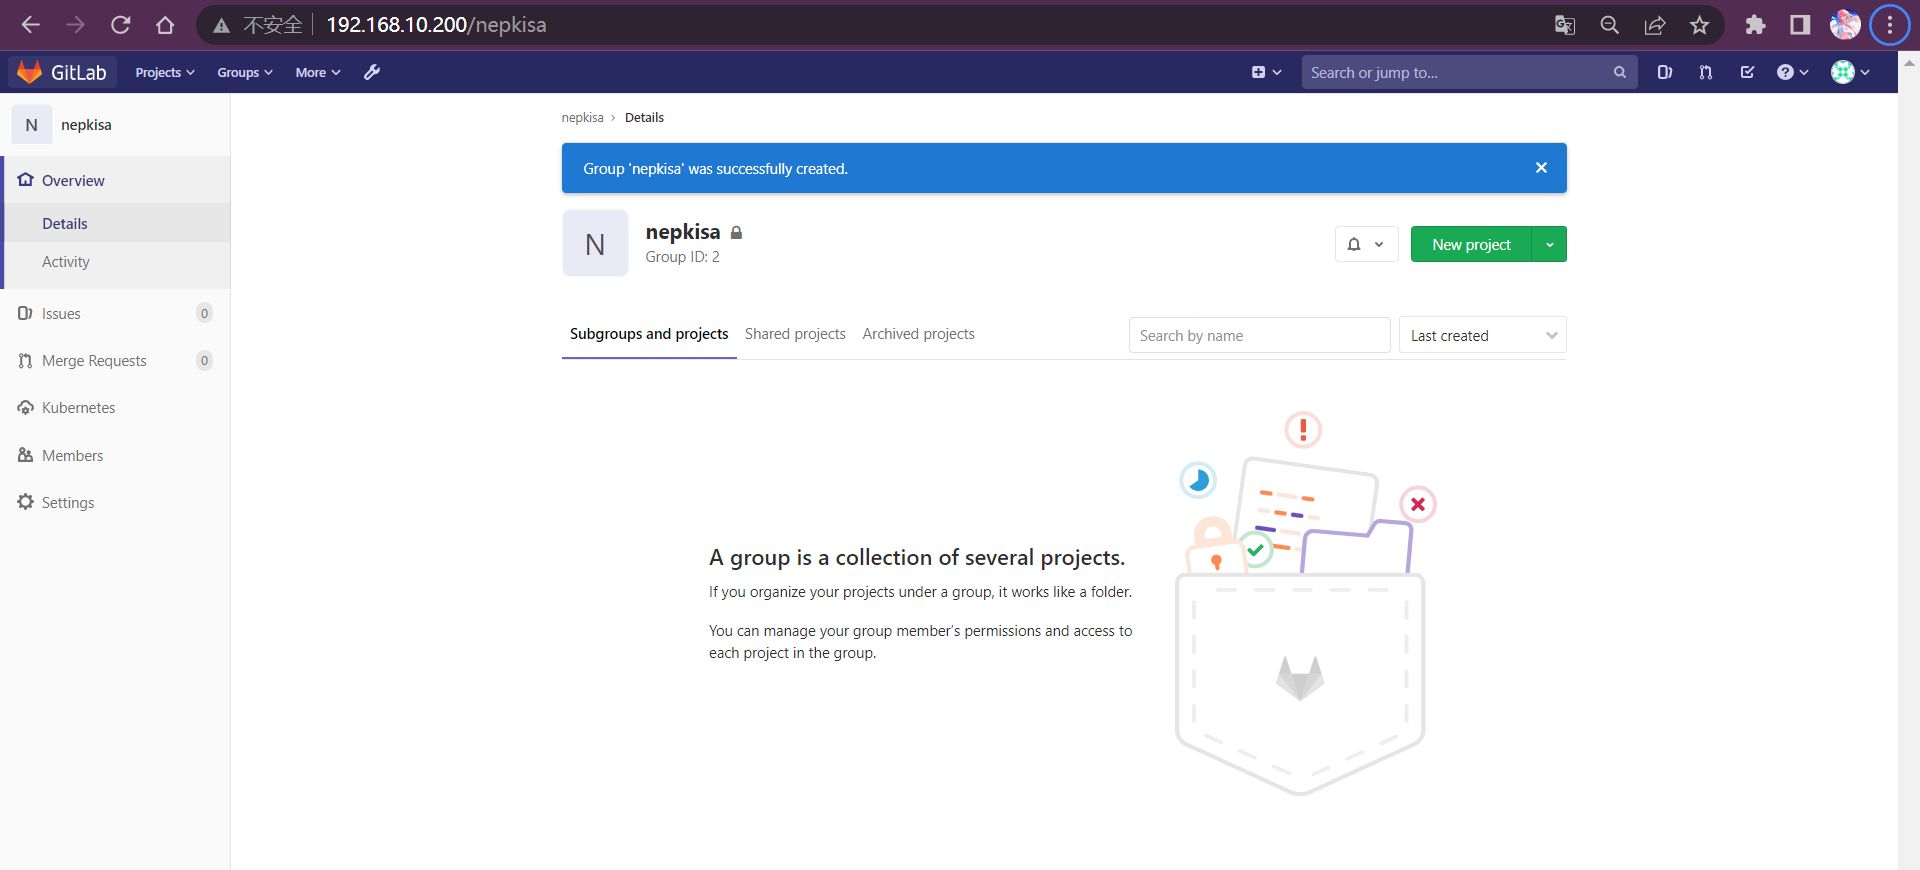 不安全 192.168.10.200/nepkisa
GitLab Projects Groups More Search or jump to...
N nepkisa
Overview
Details
Activity
Issues 0
Merge Requests 0
Kubernetes
Members
Settings
nepkisa › Details
Group 'nepkisa' was successfully created.
N
nepkisa
Group ID: 2
New project
Subgroups and projects Shared projects Archived projects Search by name Last created
A group is a collection of several projects.
If you organize your projects under a group, it works like a folder.
You can manage your group member’s permissions and access to
each project in the group.